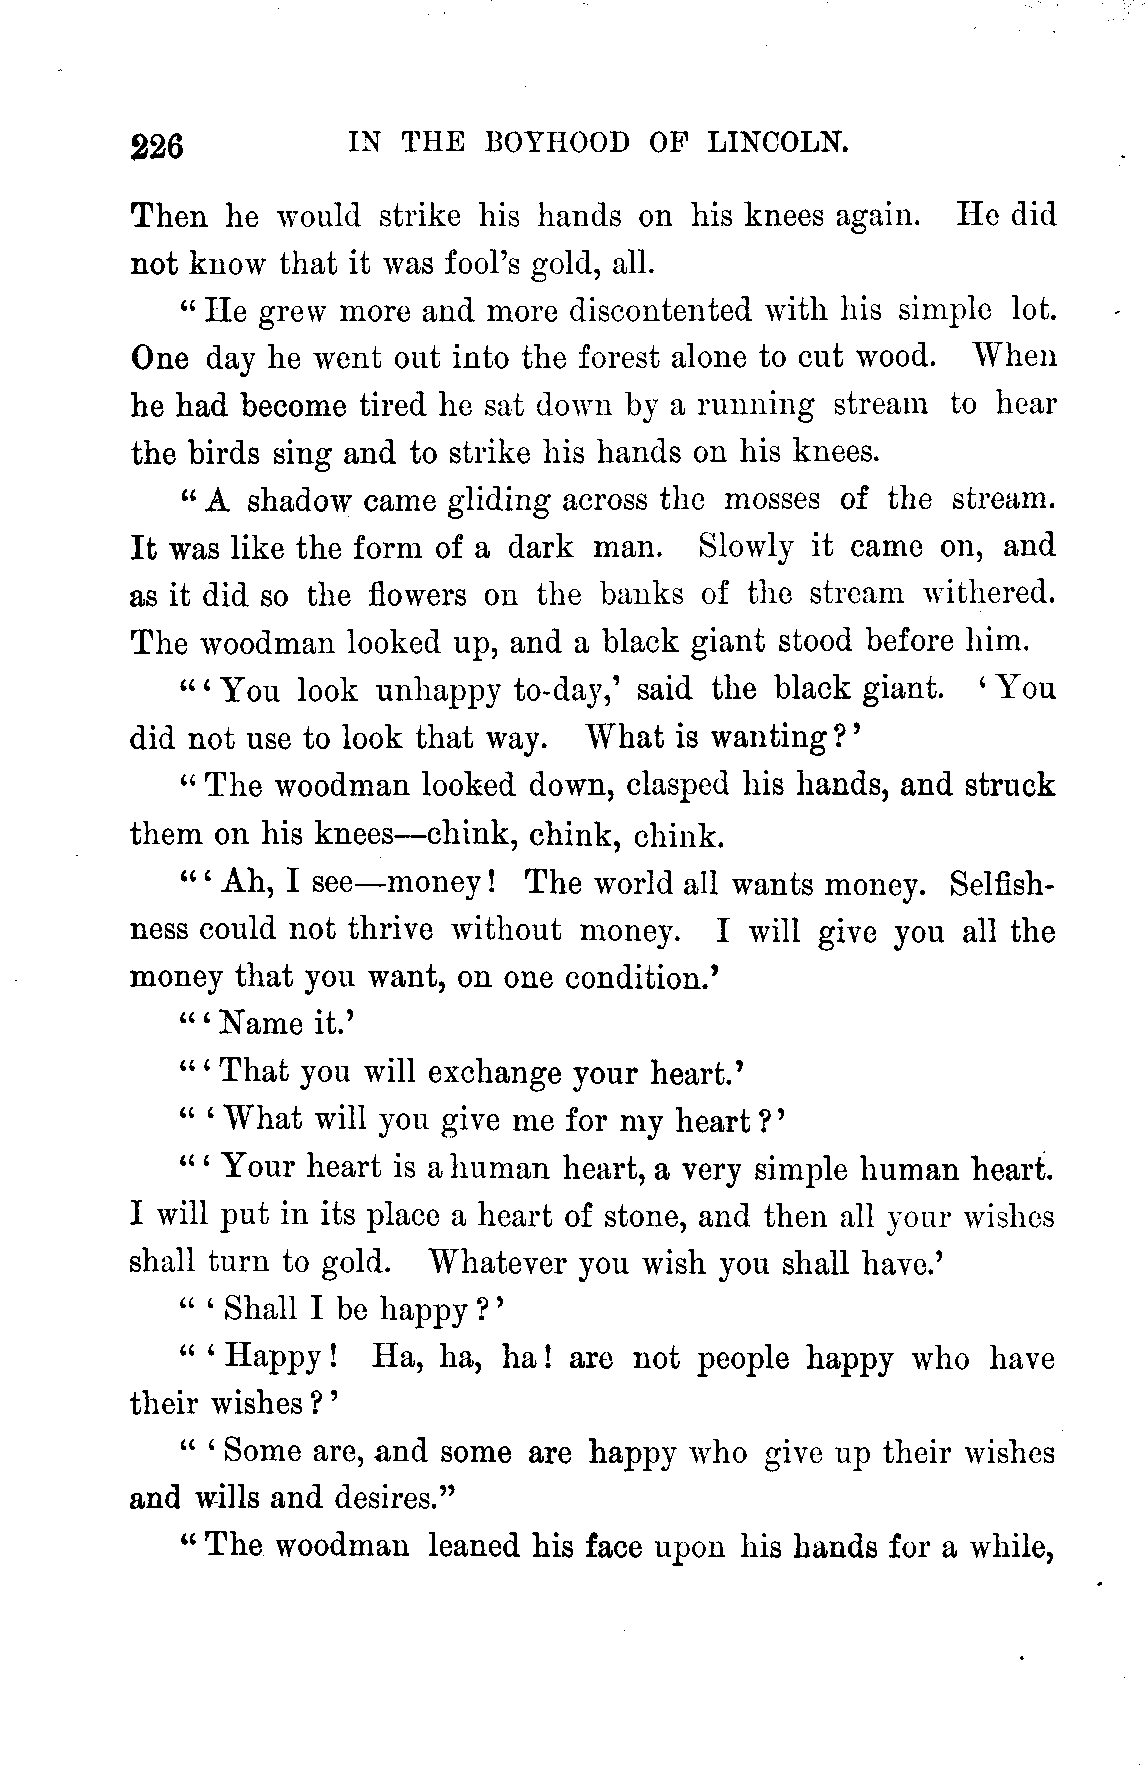 226 IN THE BOYHOOD OF LINCOLN.
Then he would strike his hands on his knees again. He did
not know that it was fool's gold, all.
"He grew more and more discontented with his simple lot.
One day he went out into the forest alone to cut wood. When
he had become tired he sat down by a running stream to hear
the birds sing and to strike his hands on his knees.
"A shadow came gliding across the mosses of the stream.
It was like the form of a dark man. Slowly it came on, and
as it did so the flowers on the banks of the stream withered.
The woodman looked up, and a black giant stood before him.
"'You look unhappy to-day,' said the black giant. 'You
did not use to look that way. What is wanting?'
"The woodman looked down, clasped his hands, and struck
them on his knees—chink, chink, chink.
"'Ah, I see—money! The world all wants money. Selfish-
ness could not thrive without money. I will give you all the
money that you want, on one condition.'
"'Name it.'
"'That you will exchange your heart.'
"'What will you give me for my heart?'
"'Your heart is a human heart, a very simple human heart.
I will put in its place a heart of stone, and then all your wishes
shall turn to gold. Whatever you wish you shall have.'
"'Shall I be happy?'
"'Happy! Ha, ha, ha! are not people happy who have
their wishes?'
"'Some are, and some are happy who give up their wishes
and wills and desires."
"The woodman leaned his face upon his hands for a while,